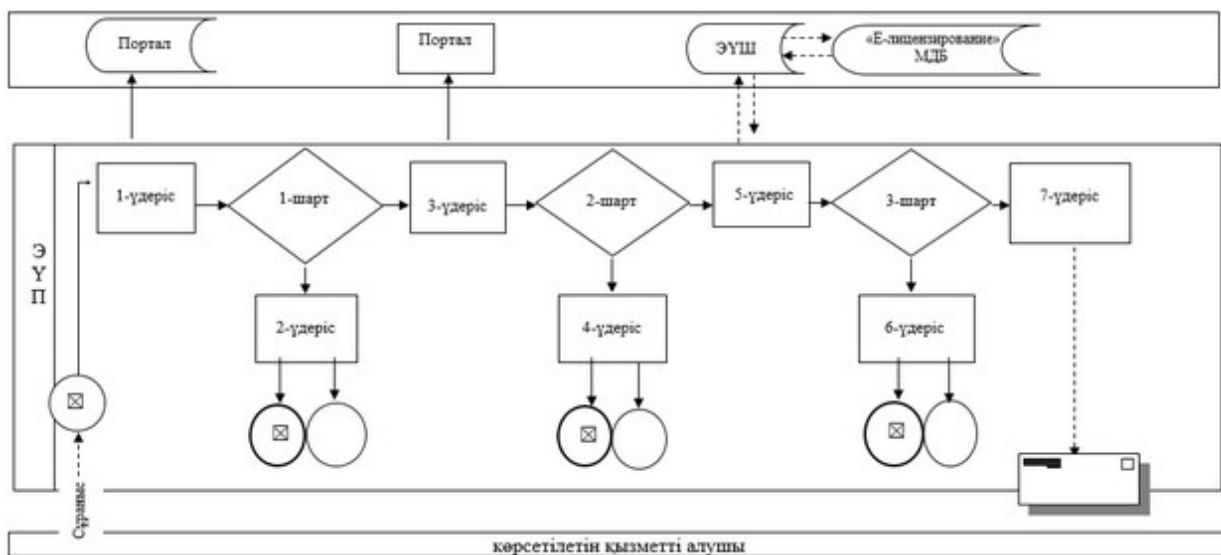 Портал
Портал
ЭҮШ
«Е-лицензирование»
МДБ
1-үдеріс
1-шарт
3-үдеріс
2-шарт
5-үдеріс
3-шарт
7-үдеріс
Э
Ү
П
2-үдеріс
4-үдеріс
6-үдеріс
Сұраныс
көрсетілетін қызметті алушы